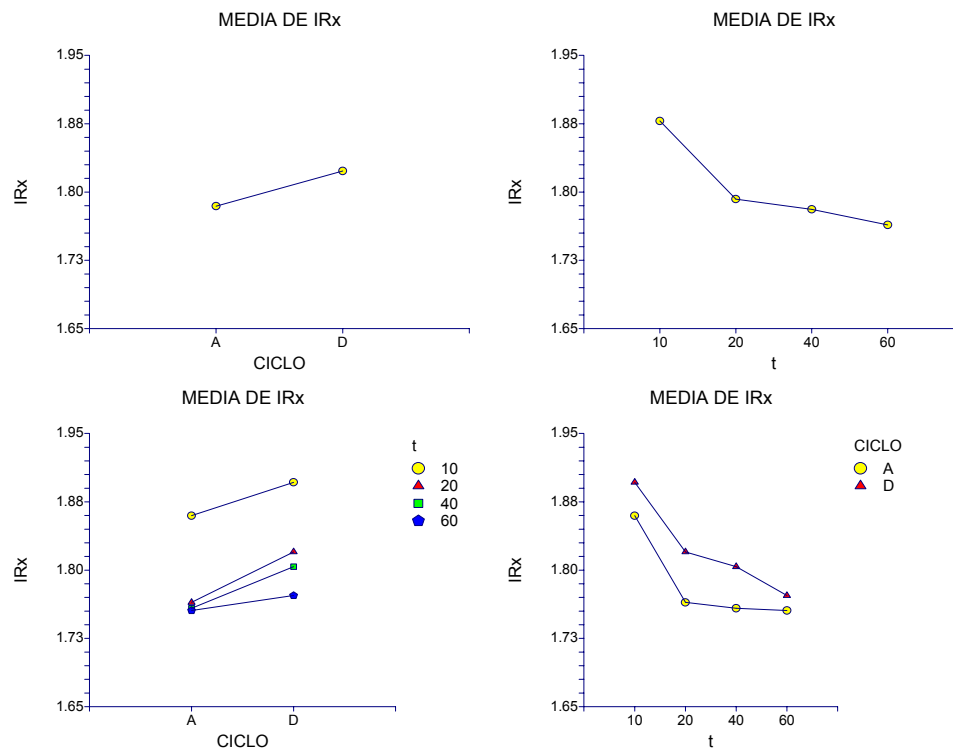 MEDIA DE IRx
1.95
1.88
1.80
1.73
1.65
IRx
A D
CICLO
MEDIA DE IRx
1.95
1.88
1.80
1.73
1.65
IRx
10 20 40 60
t
MEDIA DE IRx
1.95
1.88
1.80
1.73
1.65
IRx
A D
CICLO
t
10
20
40
60
MEDIA DE IRx
1.95
1.88
1.80
1.73
1.65
IRx
10 20 40 60
t
CICLO
A
D